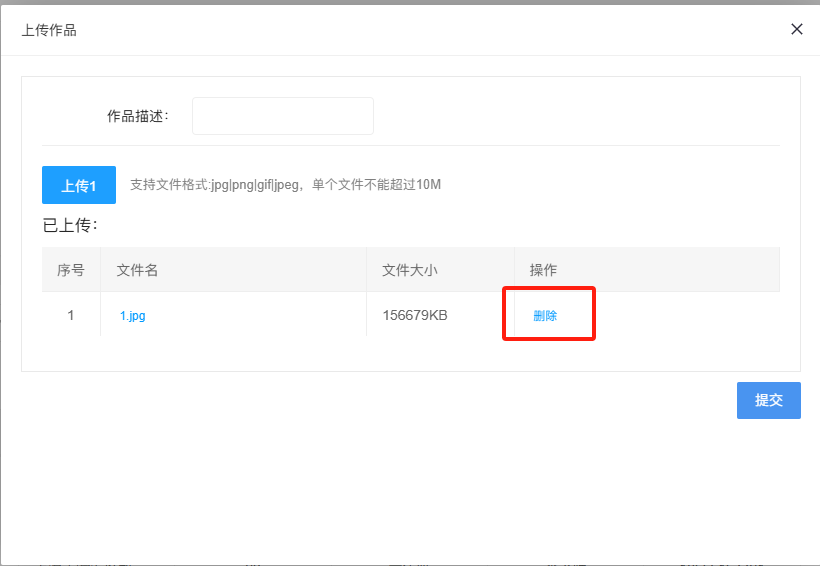 上传作品
作品描述：
上传1 支持文件格式:jpg|png|gif|jpeg，单个文件不能超过10M
已上传：
序号 文件名 文件大小 操作
1 1.jpg 156679KB 删除
提交